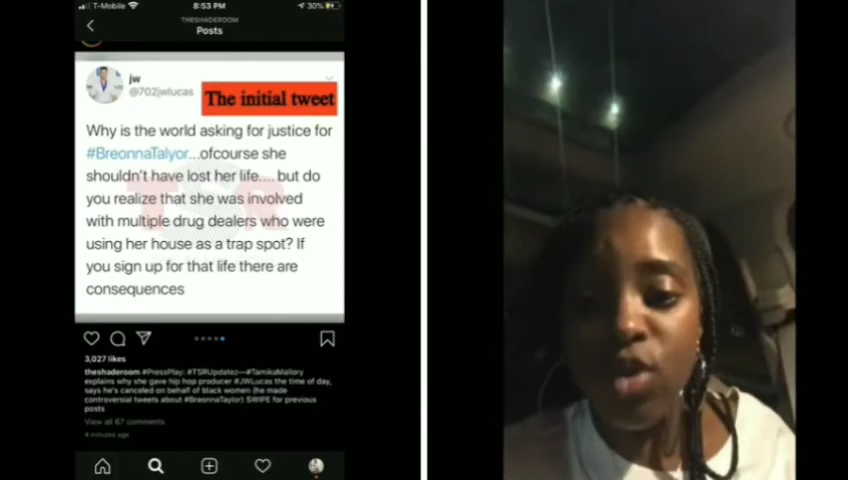 T-Mobile
8:53 PM
30%
THESHADEROOM
Posts
jw
@702jwlucas
The initial tweet
Why is the world asking for justice for
#BreonnaTalyor...ofcourse she
shouldn't have lost her life.... but do
you realize that she was involved
with multiple drug dealers who were
using her house as a trap spot? If
you sign up for that life there are
consequences
TSR
3,027 likes
theshaderoom #PressPlay: #TSRUpdatez—#TamikaMallory
explains why she gave hip hop producer #JWLucas the time of day,
says he's canceled on behalf of black women (he made
controversial tweets about #BreonnaTaylor) SWIPE for previous
posts
View all 67 comments
4 minutes ago